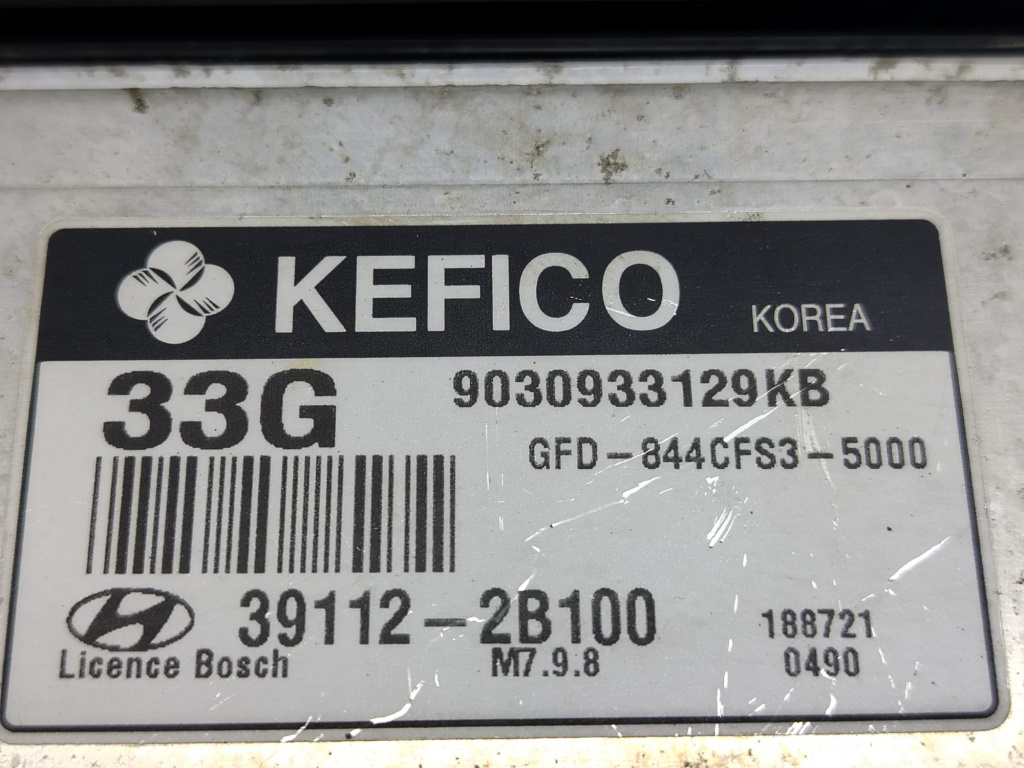 KEFICO KOREA
33G 9030933129KB
GFD-844CFS3-5000
39112-2B100 188721
Licence Bosch M7.9.8 0490